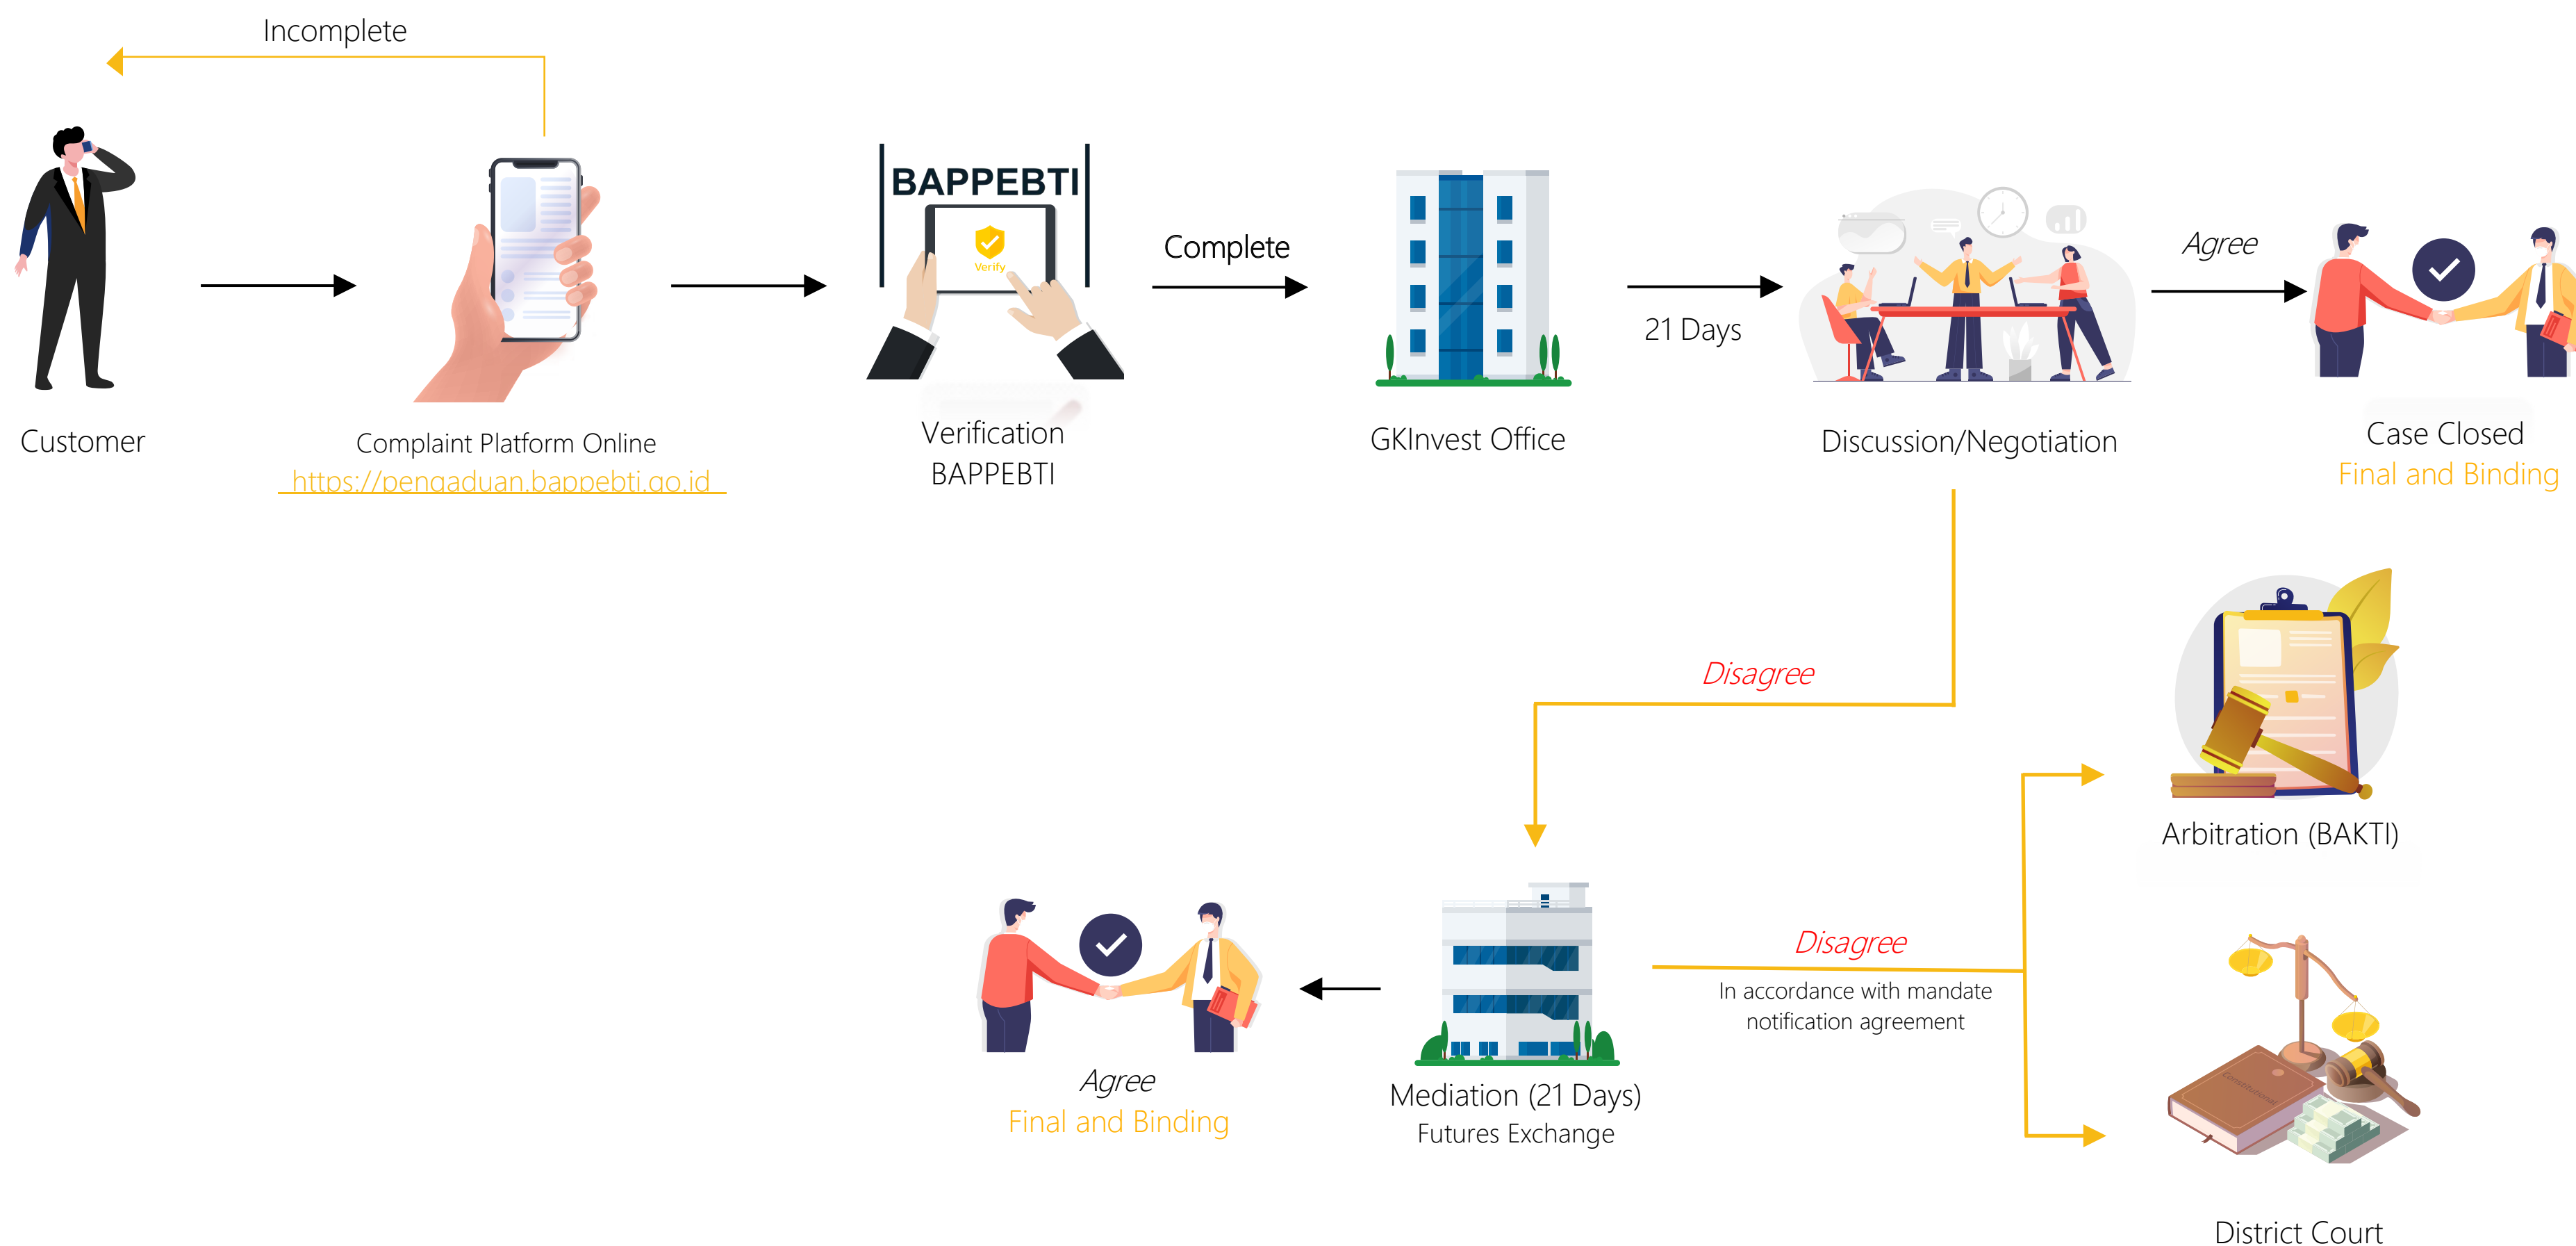 Incomplete
BAPPEBTI
Verify
Complete
21 Days
Agree
Customer
Complaint Platform Online
https://pengaduan.bappebti.go.id
Verification
BAPPEBTI
GKInvest Office
Discussion/Negotiation
Case Closed
Final and Binding
Disagree
Arbitration (BAKTI)
Disagree
In accordance with mandate
notification agreement
Agree
Final and Binding
Mediation (21 Days)
Futures Exchange
Constitutional
District Court